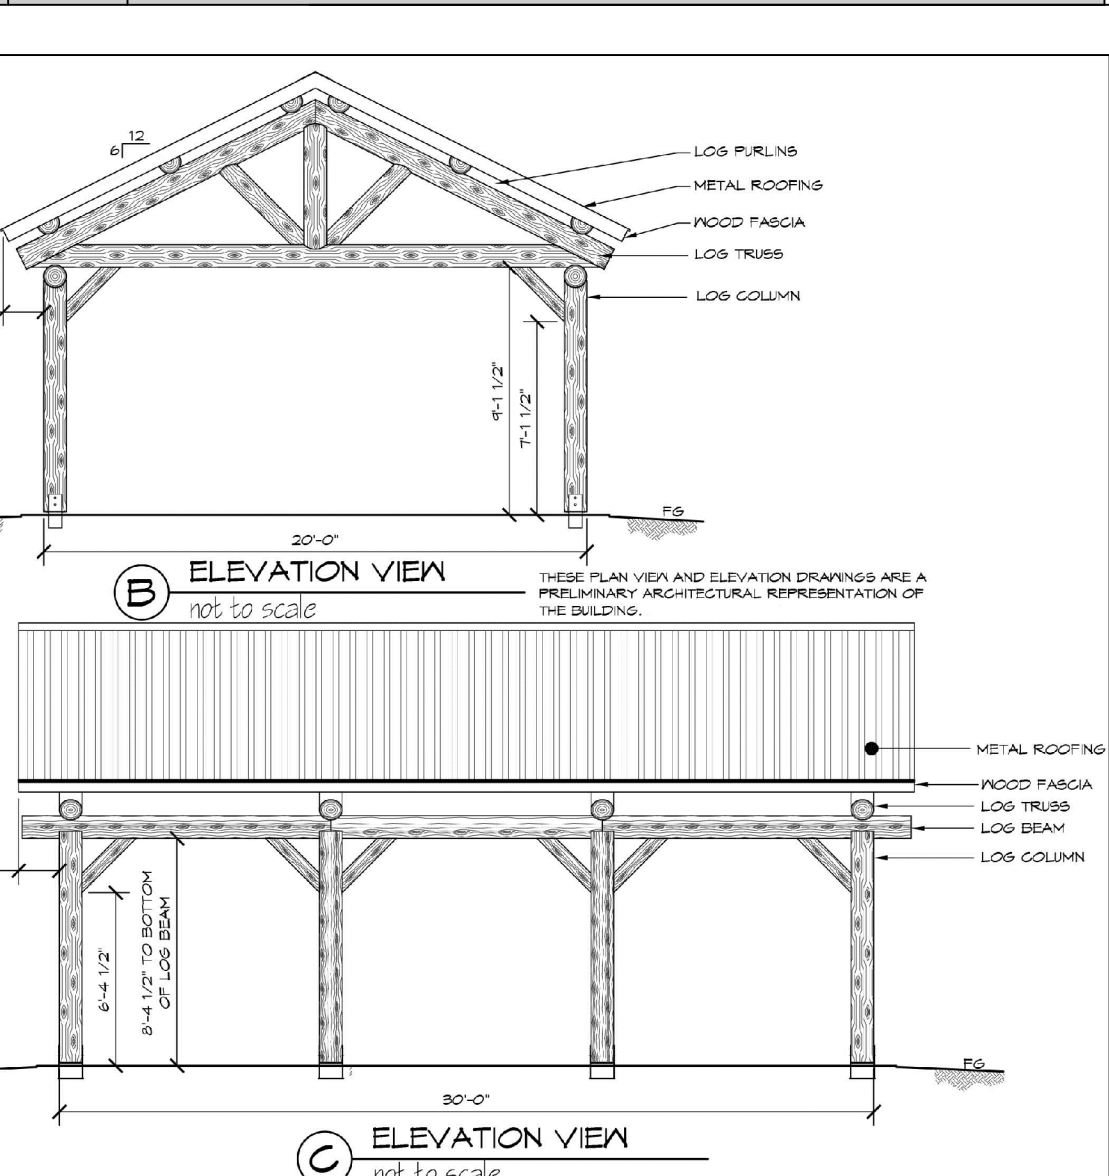 12
6
LOG PURLINS
METAL ROOFING
WOOD FASCIA
LOG TRUSS
LOG COLUMN
9'-1 1/2"
7'-1 1/2"
FG
20'-0"
B
ELEVATION VIEW
not to scale
THESE PLAN VIEW AND ELEVATION DRAWINGS ARE A
PRELIMINARY ARCHITECTURAL REPRESENTATION OF
THE BUILDING.
METAL ROOFING
WOOD FASCIA
LOG TRUSS
LOG BEAM
LOG COLUMN
6'-4 1/2"
8'-4 1/2" TO BOTTOM
OF LOG BEAM
FG
30'-0"
C
ELEVATION VIEW
not to scale